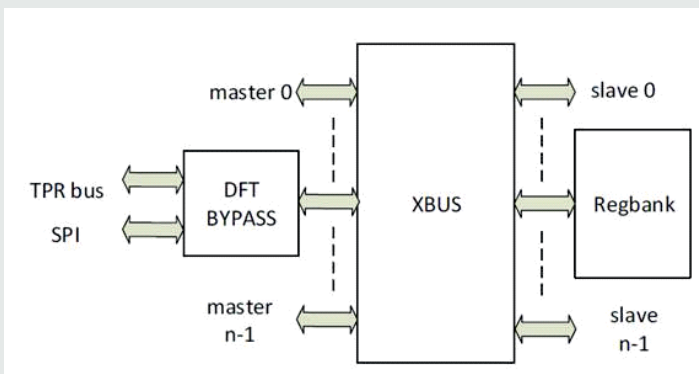 master 0
slave 0
TPR bus
SPI
DFT
BYPASS
XBUS
Regbank
master
n-1
slave
n-1